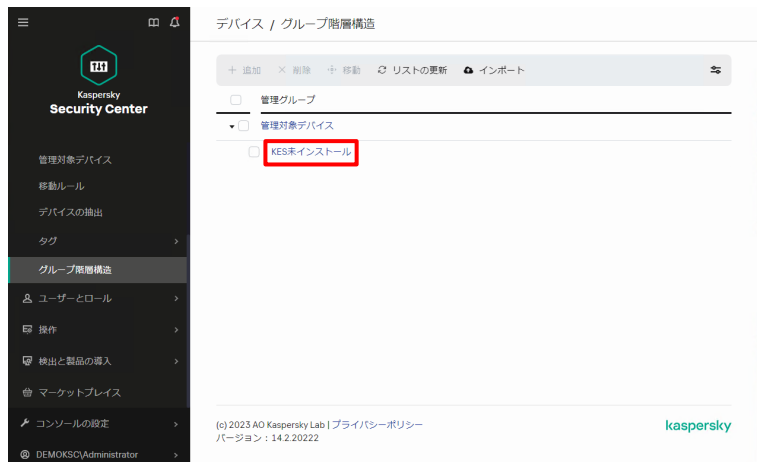 Kaspersky
Security Center
管理対象デバイス
移動ルール
デバイスの抽出
タグ
グループ階層構造
ユーザーとロール
操作
検出と製品の導入
マーケットプレイス
コンソールの設定
DEMOKSC\Administrator
デバイス / グループ階層構造
追加 削除 移動 リストの更新 インポート
管理グループ
管理対象デバイス
KES未インストール
(c) 2023 AO Kaspersky Lab | プライバシーポリシー
バージョン : 14.2.20222
kaspersky